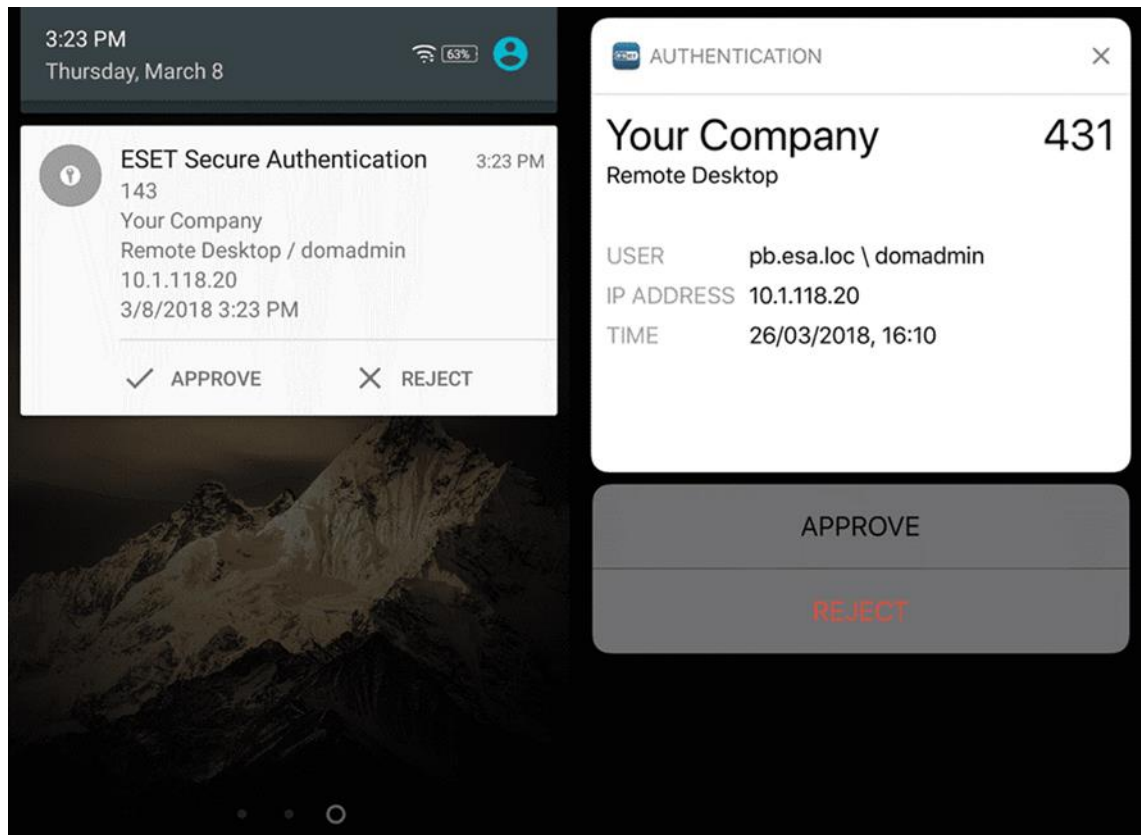 3:23 PM
Thursday, March 8
63%
ESET Secure Authentication
3:23 PM
143
Your Company
Remote Desktop / domadmin
10.1.118.20
3/8/2018 3:23 PM
APPROVE
REJECT
AUTHENTICATION
Your Company
431
Remote Desktop
USER pb.esa.loc \ domadmin
IP ADDRESS 10.1.118.20
TIME 26/03/2018, 16:10
APPROVE
REJECT